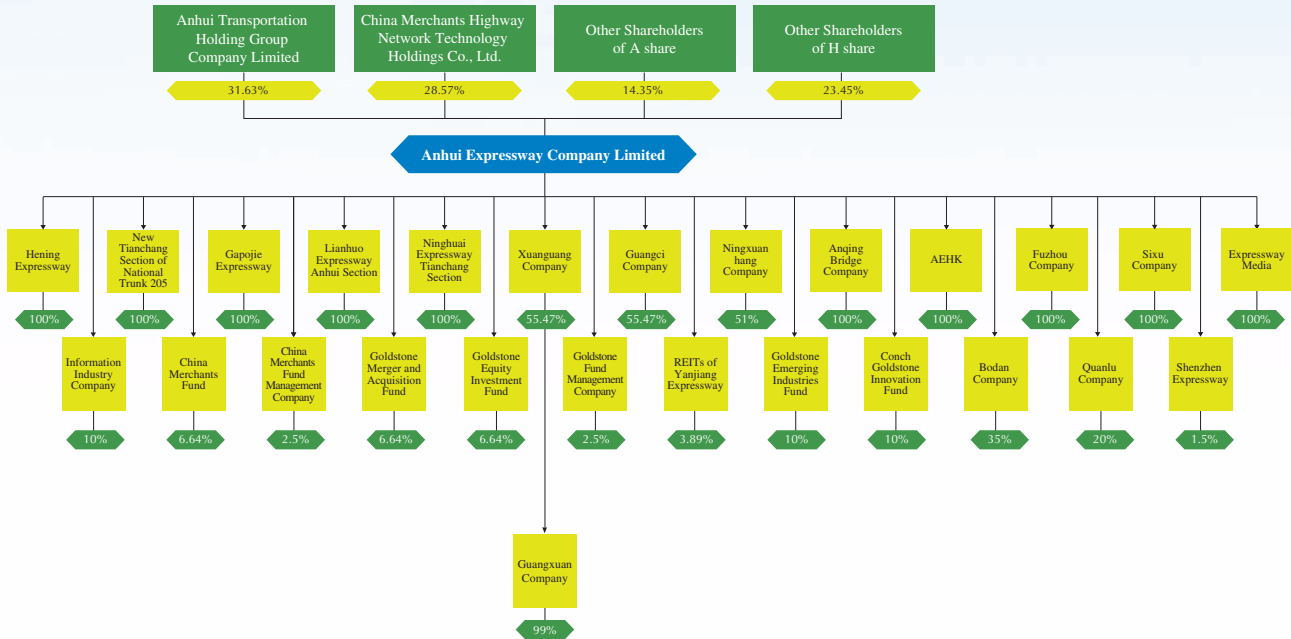 Anhui Transportation
Holding Group
Company Limited
China Merchants Highway
Network Technology
Holdings Co., Ltd.
Other Shareholders
of A share
Other Shareholders
of H share
31.63%
28.57%
14.35%
23.45%
Anhui Expressway Company Limited
Hening
Expressway
New
Tianchang
Section of
National
Trunk 205
Gapojie
Expressway
Lianhuo
Expressway
Anhui Section
Ninghuai
Expressway
Tianchang
Section
Xuanguang
Company
Guangci
Company
Ningxuan
hang
Company
Anqing
Bridge
Company
AEHK
Fuzhou
Company
Sixu
Company
Expressway
Media
100%
100%
100%
100%
100%
55.47%
55.47%
51%
100%
100%
100%
100%
100%
Information
Industry
Company
China
Merchants
Fund
China
Merchants
Fund
Management
Company
Goldstone
Merger and
Acquisition
Fund
Goldstone
Equity
Investment
Fund
Goldstone
Fund
Management
Company
REITs of
Yanjiang
Expressway
Goldstone
Emerging
Industries
Fund
Conch
Goldstone
Innovation
Fund
Bodan
Company
Quanlu
Company
Shenzhen
Expressway
10%
6.64%
2.5%
6.64%
6.64%
2.5%
3.89%
10%
10%
35%
20%
1.5%
Guangxuan
Company
99%